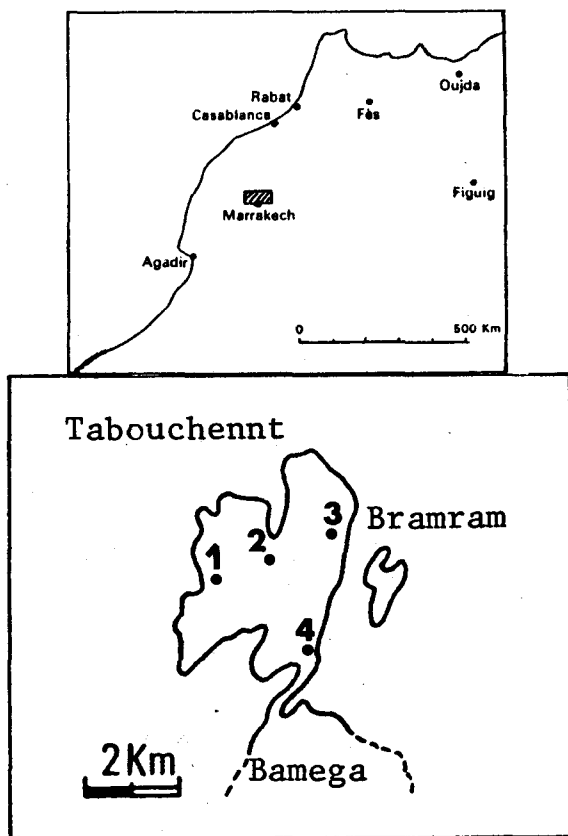 Oujda
Rabat
Fès
Casablanca
Figuig
Marrakech
Agadir
0 500 Km
Tabouchennt
3
Bramram
2
1
4
2Km
Bamega